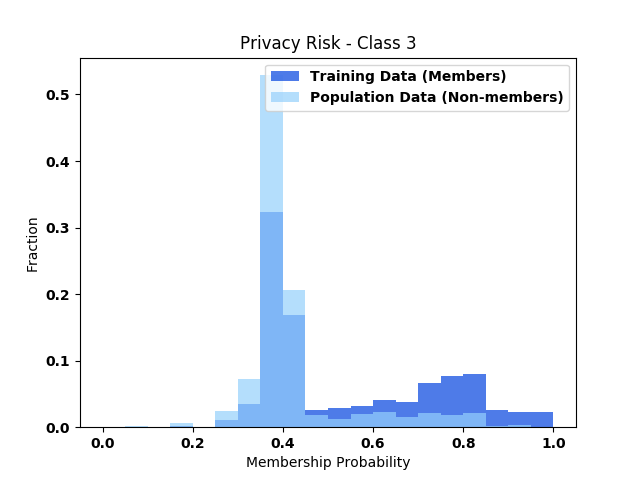 Privacy Risk - Class 3
Training Data (Members)
Population Data (Non-members)
0.5
0.4
0.3
0.2
0.1
0.0
Fraction
0.0 0.2 0.4 0.6 0.8 1.0
Membership Probability